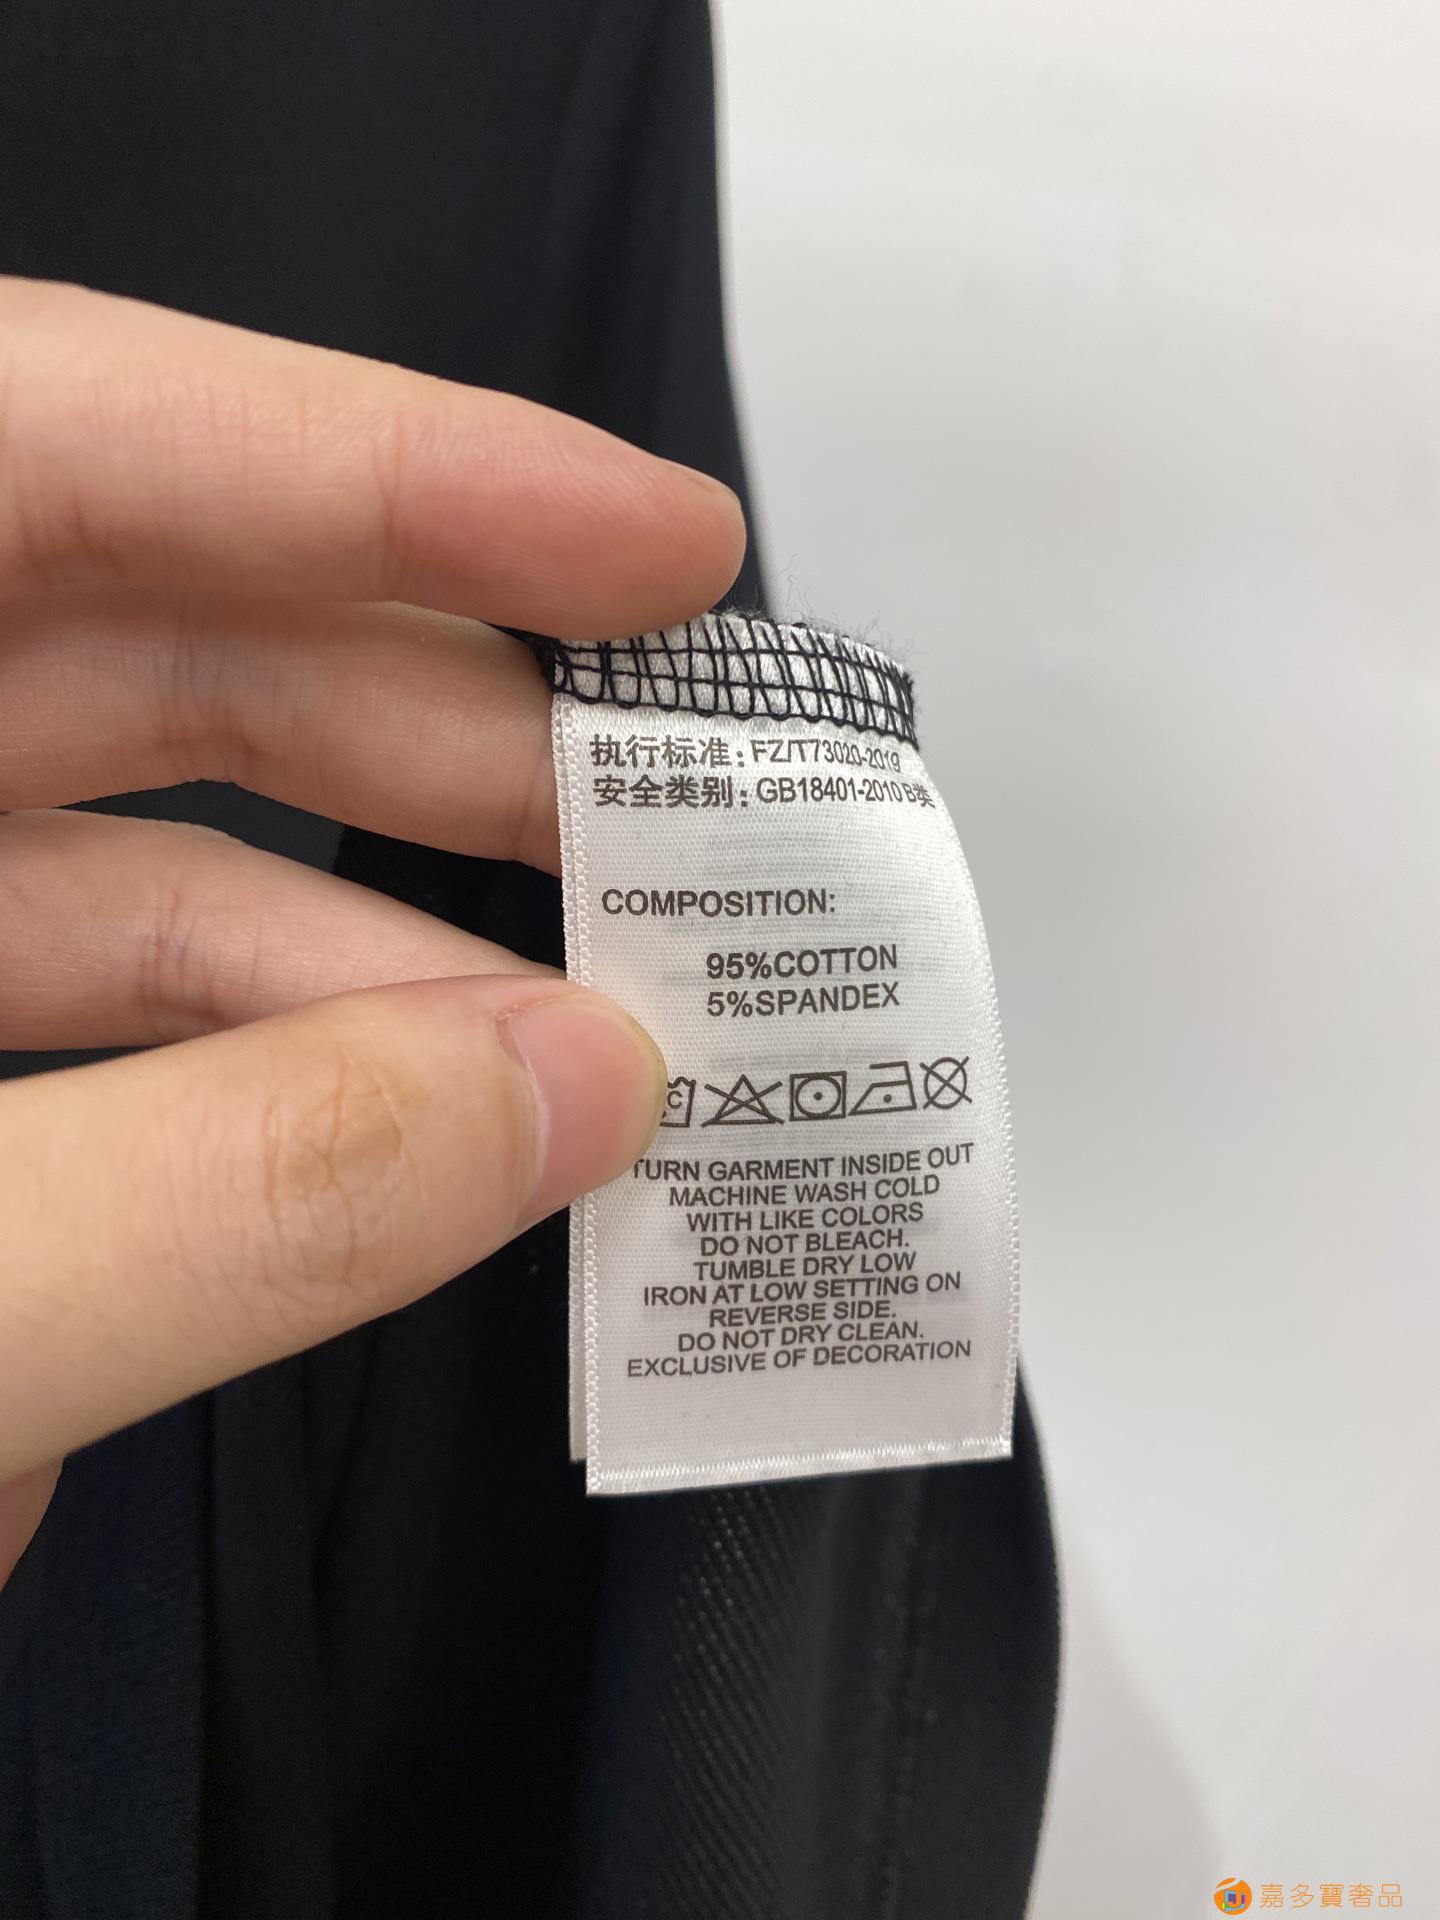 执行标准：FZ/T73020-2019
安全类别：GB18401-2010 B类
COMPOSITION:
95%COTTON
5%SPANDEX
TURN GARMENT INSIDE OUT
MACHINE WASH COLD
WITH LIKE COLORS
DO NOT BLEACH.
TUMBLE DRY LOW
IRON AT LOW SETTING ON
REVERSE SIDE.
DO NOT DRY CLEAN.
EXCLUSIVE OF DECORATION
嘉多寶奢品